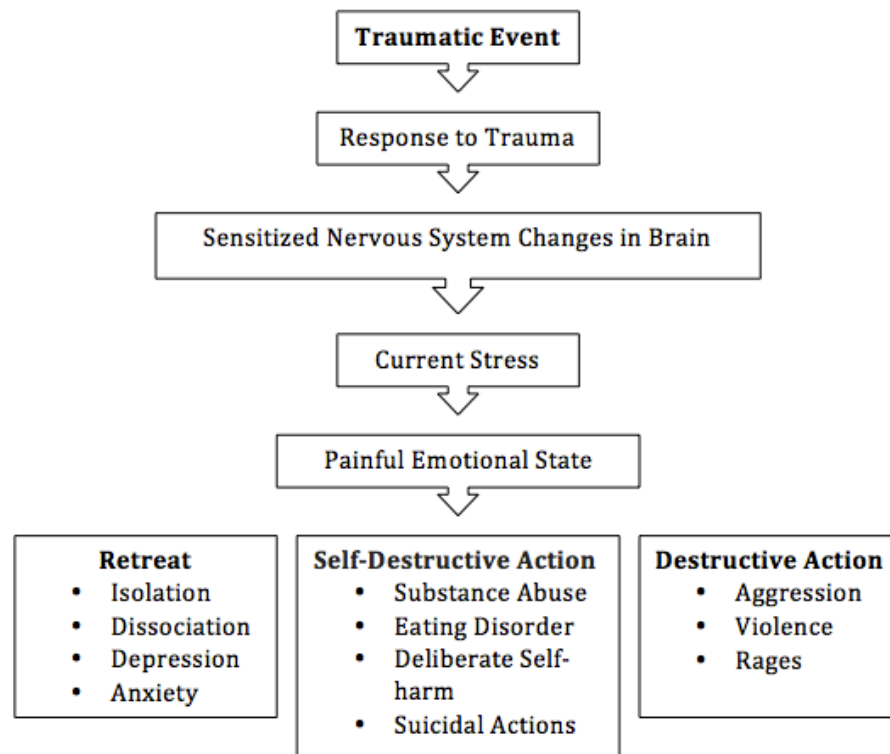 Traumatic Event
Response to Trauma
Sensitized Nervous System Changes in Brain
Current Stress
Painful Emotional State
Retreat
• Isolation
• Dissociation
• Depression
• Anxiety
Self-Destructive Action
• Substance Abuse
• Eating Disorder
• Deliberate Self-
harm
• Suicidal Actions
Destructive Action
• Aggression
• Violence
• Rages